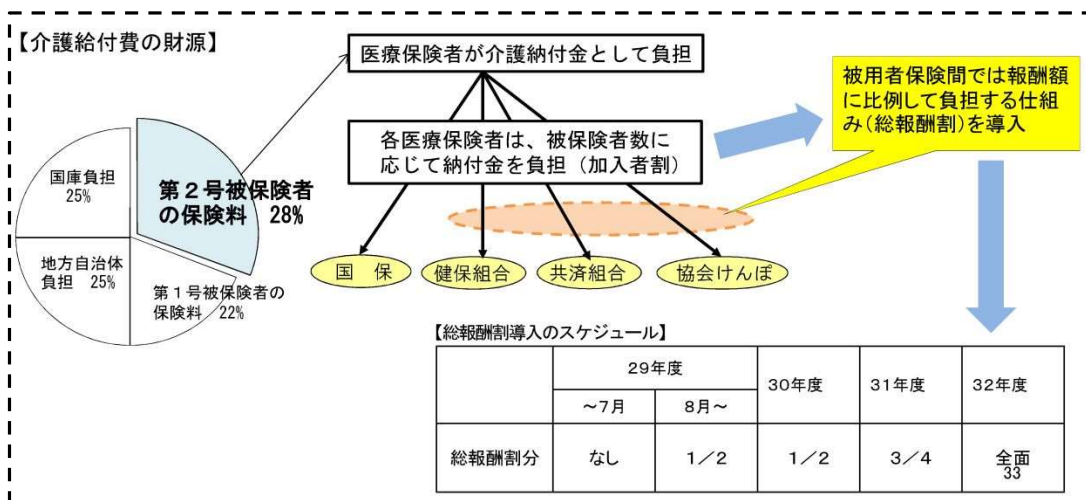 【介護給付費の財源】
医療保険者が介護納付金として負担
被用者保険間では報酬額
に比例して負担する仕組
み(総報酬割)を導入
各医療保険者は、被保険者数に
応じて納付金を負担(加入者割)
国庫負担
25%
第2号被保険者
の保険料 28%
地方自治体
負担 25%
第1号被保険者の
保険料 22%
国 保
健保組合
共済組合
協会けんぽ
【総報酬割導入のスケジュール】
29年度
30年度
31年度
32年度
~7月
8月~
総報酬割分
なし
1/2
1/2
3/4
全面
33